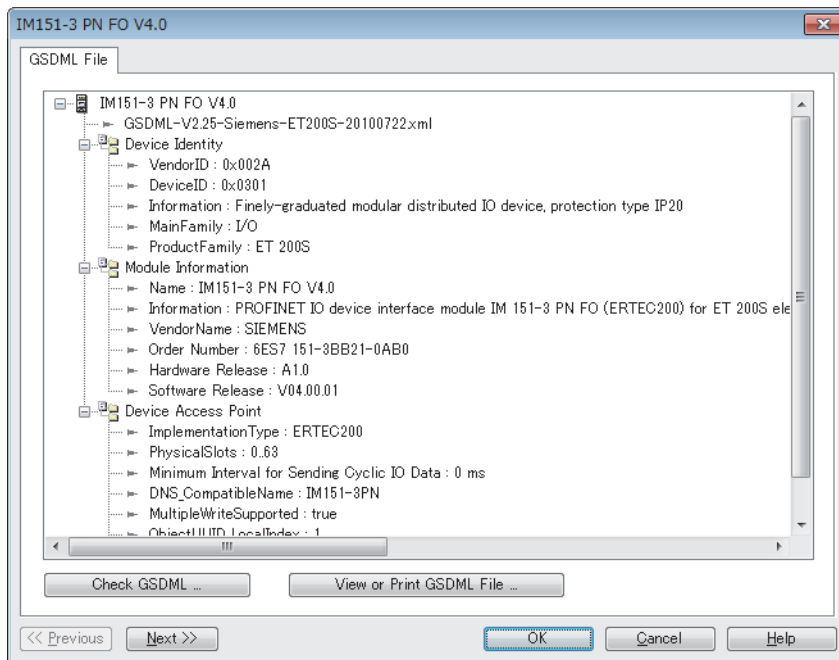 IM151-3 PN FO V4.0
GSDML File
IM151-3 PN FO V4.0
GSDML-V2.25-Siemens-ET200S-20100722.xml
Device Identity
VendorID : 0x002A
DeviceID : 0x0301
Information : Finely-graduated modular distributed IO device, protection type IP20
MainFamily : I/O
ProductFamily : ET 200S
Module Information
Name : IM151-3 PN FO V4.0
Information : PROFINET IO device interface module IM 151-3 PN FO (ERTEC200) for ET 200S ele
VendorName : SIEMENS
Order Number : 6ES7 151-3BB21-0AB0
Hardware Release : A1.0
Software Release : V04.00.01
Device Access Point
ImplementationType : ERTEC200
PhysicalSlots : 0..63
Minimum Interval for Sending Cyclic IO Data : 0 ms
DNS_CompatibleName : IM151-3PN
MultipleWriteSupported : true
ObjectUUID_LocalIndex : 1
Check GSDML ...
View or Print GSDML File ...
<< Previous
Next >>
OK
Cancel
Help